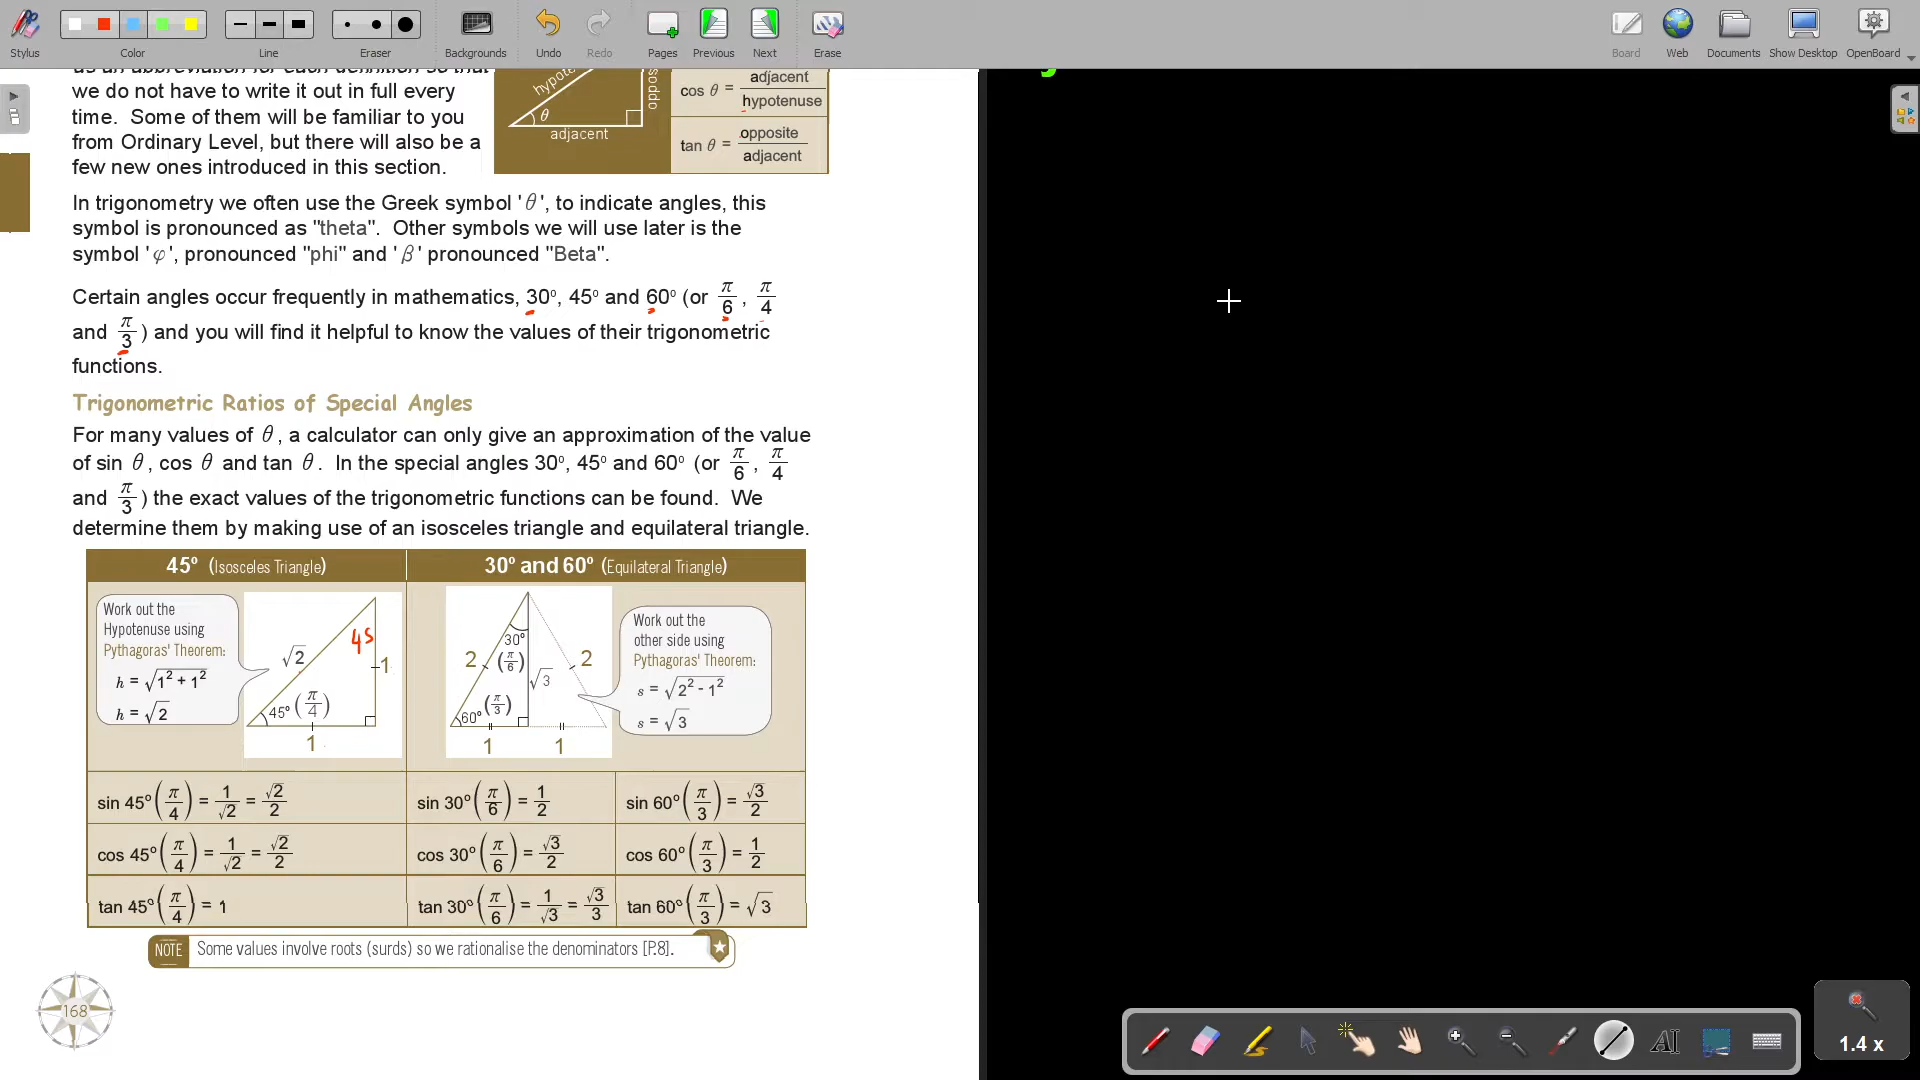 Stylus
Color
Line
Eraser
Backgrounds
Undo
Redo
Pages
Previous
Next
Erase
Board
Web
Documents
Show Desktop
OpenBoard
as an abbreviation for each definition so that
we do not have to write it out in full every
time. Some of them will be familiar to you
from Ordinary Level, but there will also be a
few new ones introduced in this section.
θ
adjacent
cos θ = adjacent / hypotenuse
tan θ = opposite / adjacent
In trigonometry we often use the Greek symbol 'θ', to indicate angles, this
symbol is pronounced as "theta". Other symbols we will use later is the
symbol 'φ', pronounced "phi" and 'β' pronounced "Beta".
Certain angles occur frequently in mathematics, 30°, 45° and 60° (or π/6, π/4
and π/3) and you will find it helpful to know the values of their trigonometric
functions.
Trigonometric Ratios of Special Angles
For many values of θ, a calculator can only give an approximation of the value
of sin θ, cos θ and tan θ. In the special angles 30°, 45° and 60° (or π/6, π/4
and π/3) the exact values of the trigonometric functions can be found. We
determine them by making use of an isosceles triangle and equilateral triangle.
45° (Isosceles Triangle)
30° and 60° (Equilateral Triangle)
Work out the
Hypotenuse using
Pythagoras' Theorem:
h = √1² + 1²
h = √2
√2
45
1
45° (π/4)
1
30°
(π/6)
2
2
√3
(π/3)
60°
1
1
Work out the
other side using
Pythagoras' Theorem:
s = √2² - 1²
s = √3
sin 45° (π/4) = 1/√2 = √2/2
sin 30° (π/6) = 1/2
sin 60° (π/3) = √3/2
cos 45° (π/4) = 1/√2 = √2/2
cos 30° (π/6) = √3/2
cos 60° (π/3) = 1/2
tan 45° (π/4) = 1
tan 30° (π/6) = 1/√3 = √3/3
tan 60° (π/3) = √3
NOTE Some values involve roots (surds) so we rationalise the denominators [P.8].
168
1.4 x